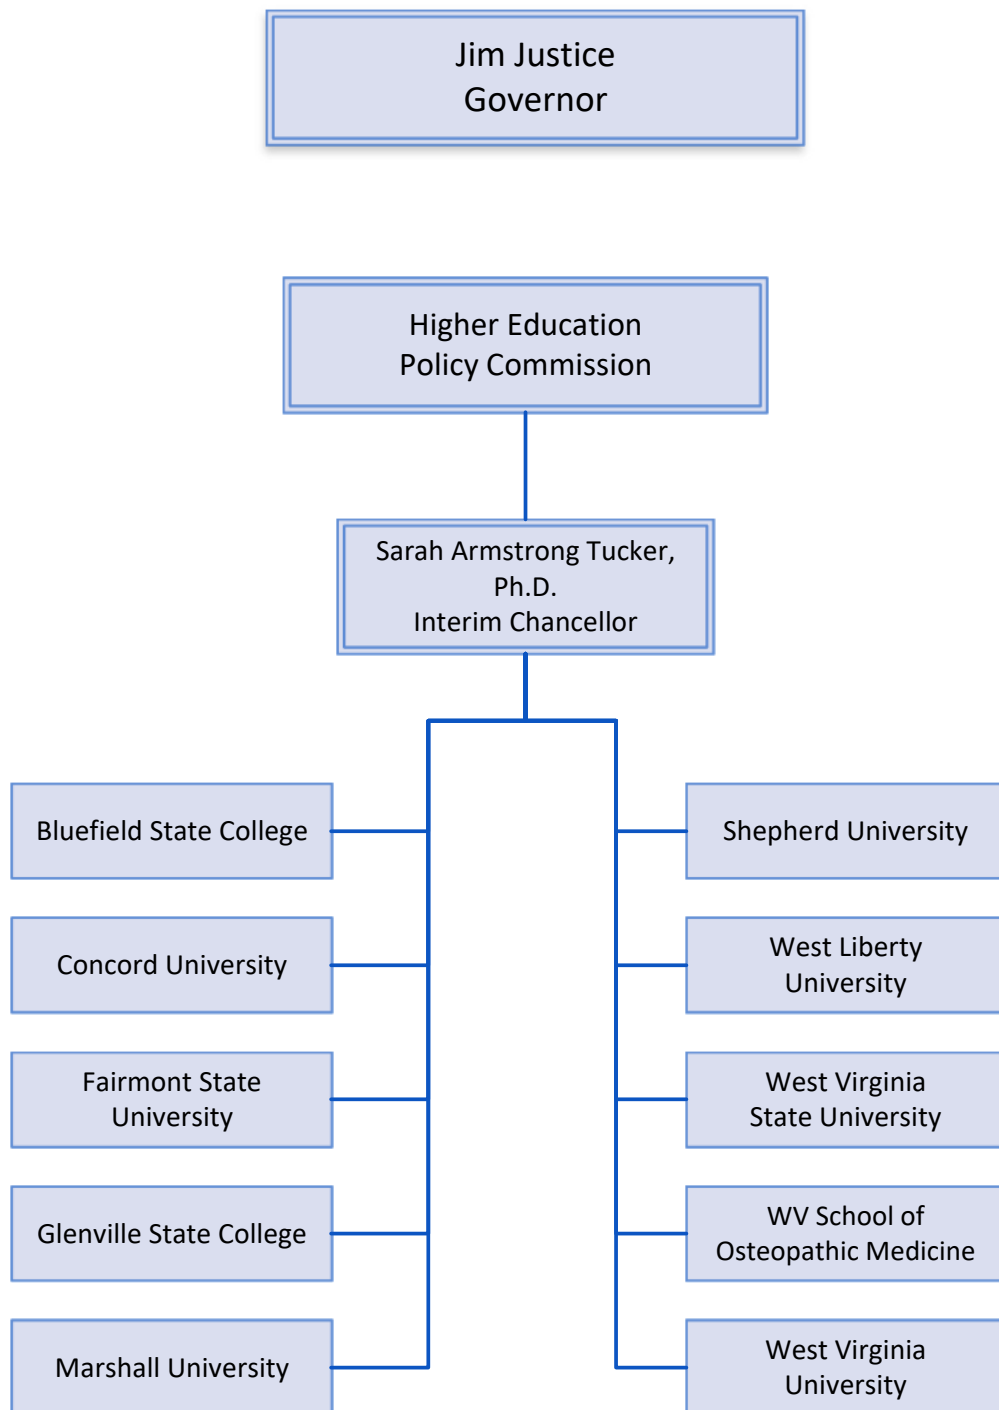 Jim Justice
Governor
Higher Education
Policy Commission
Sarah Armstrong Tucker,
Ph.D.
Interim Chancellor
Bluefield State College
Concord University
Fairmont State
University
Glenville State College
Marshall University
Shepherd University
West Liberty
University
West Virginia
State University
WV School of
Osteopathic Medicine
West Virginia
University